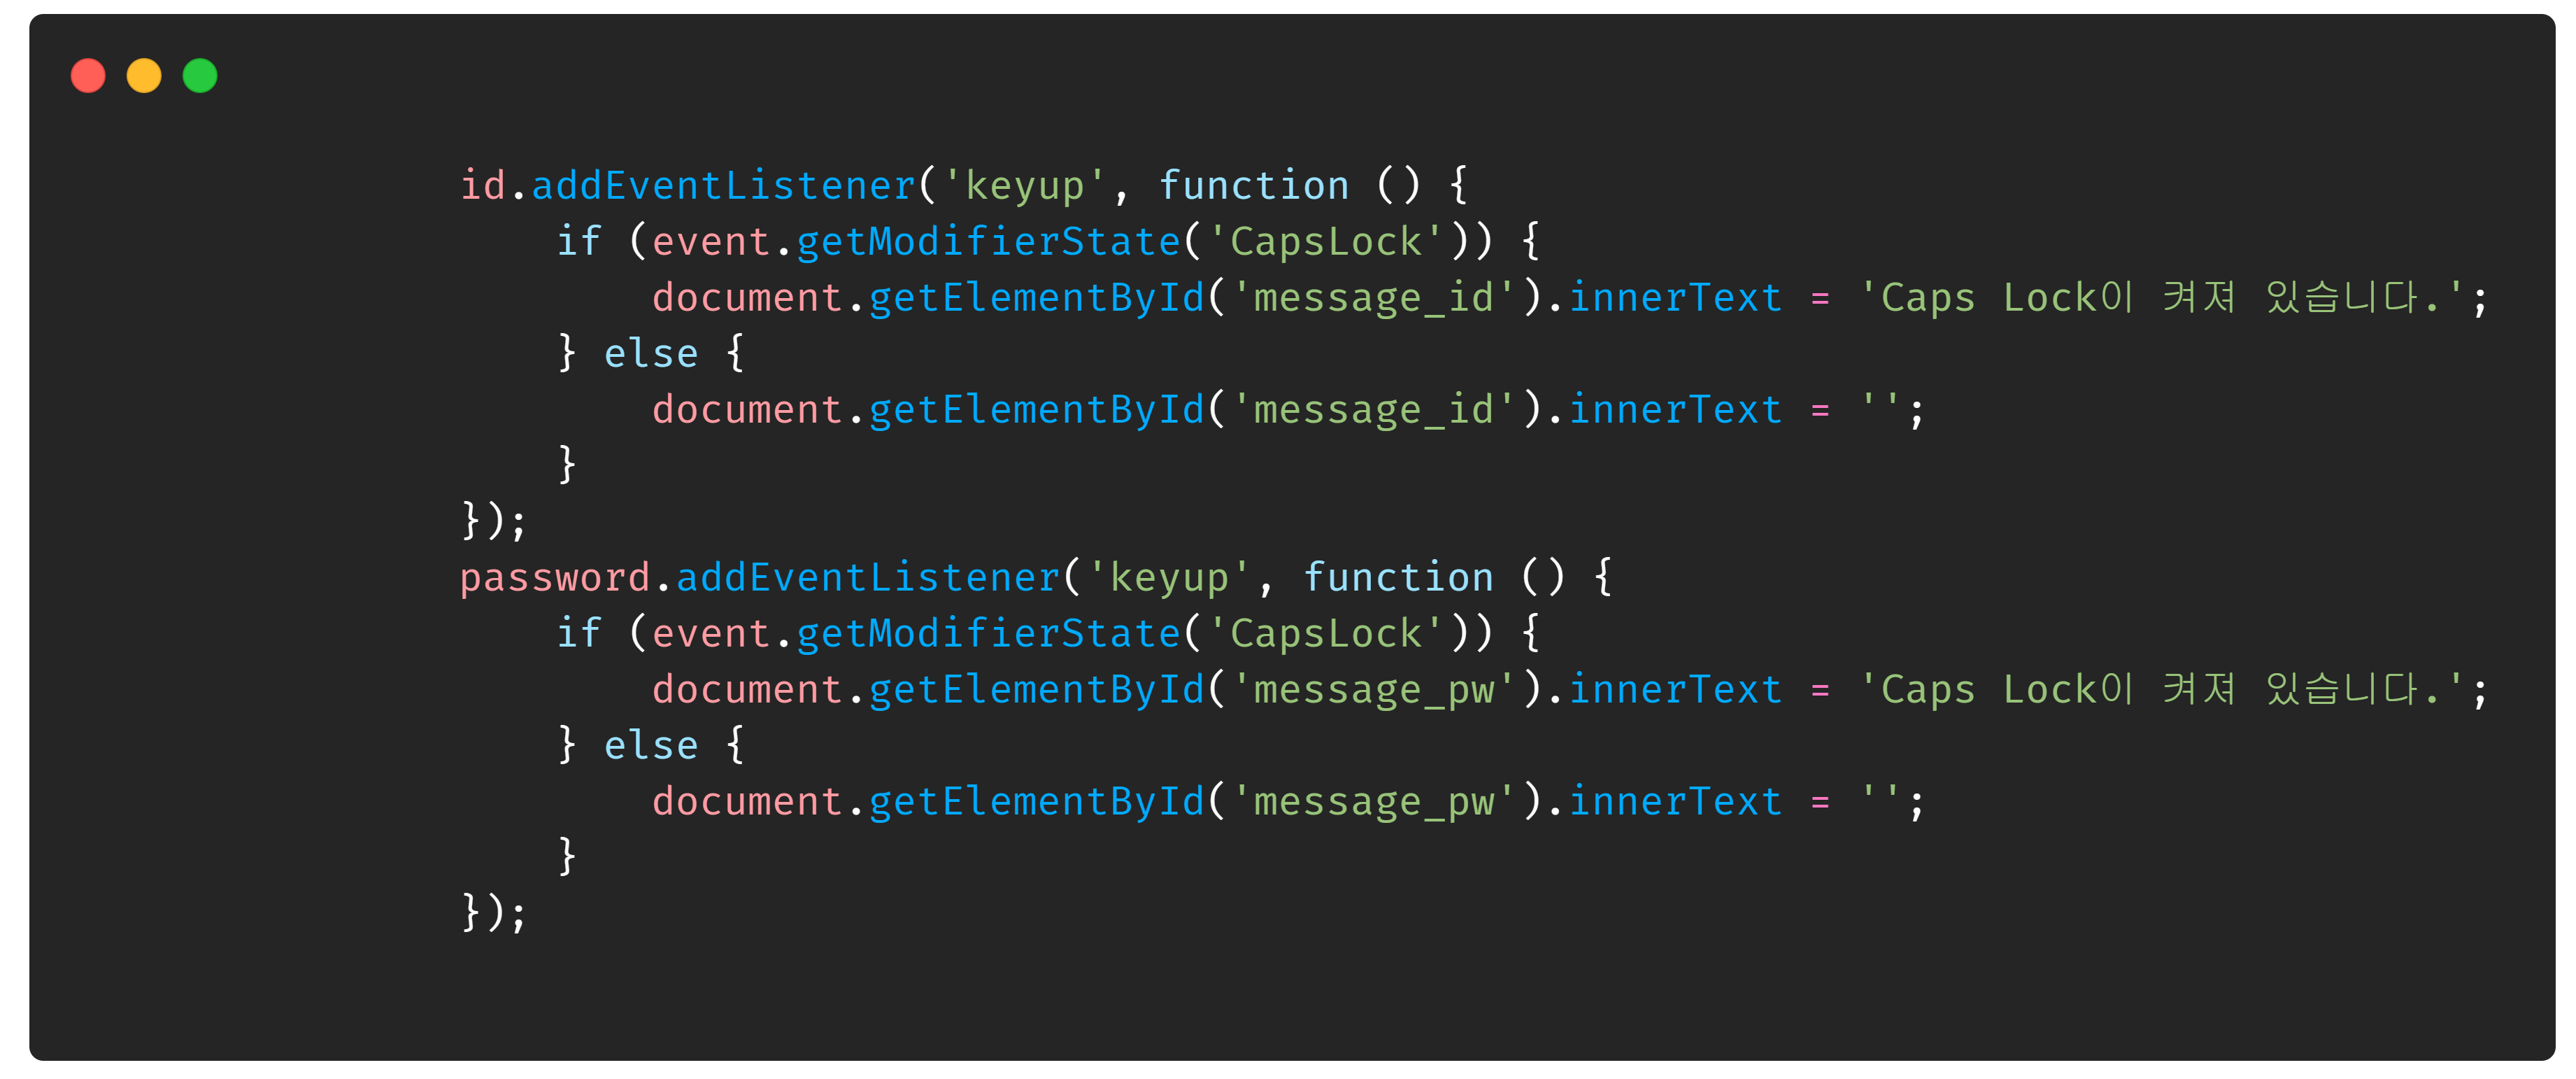 id.addEventListener('keyup', function () {
    if (event.getModifierState('CapsLock')) {
        document.getElementById('message_id').innerText = 'Caps Lock이 켜져 있습니다.';
    } else {
        document.getElementById('message_id').innerText = '';
    }
});
password.addEventListener('keyup', function () {
    if (event.getModifierState('CapsLock')) {
        document.getElementById('message_pw').innerText = 'Caps Lock이 켜져 있습니다.';
    } else {
        document.getElementById('message_pw').innerText = '';
    }
});